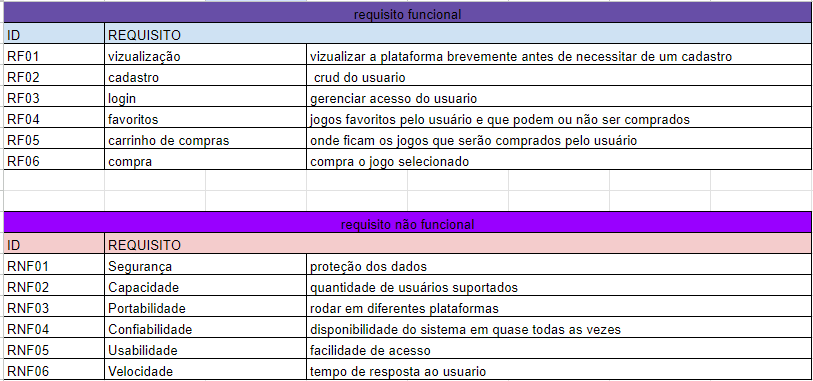 requisito funcional
ID REQUISITO
RF01 vizualização vizualizar a plataforma brevemente antes de necessitar de um cadastro
RF02 cadastro crud do usuario
RF03 login gerenciar acesso do usuario
RF04 favoritos jogos favoritos pelo usuário e que podem ou não ser comprados
RF05 carrinho de compras onde ficam os jogos que serão comprados pelo usuário
RF06 compra compra o jogo selecionado
requisito não funcional
ID REQUISITO
RNF01 Segurança proteção dos dados
RNF02 Capacidade quantidade de usuários suportados
RNF03 Portabilidade rodar em diferentes plataformas
RNF04 Confiabilidade disponibilidade do sistema em quase todas as vezes
RNF05 Usabilidade facilidade de acesso
RNF06 Velocidade tempo de resposta ao usuario